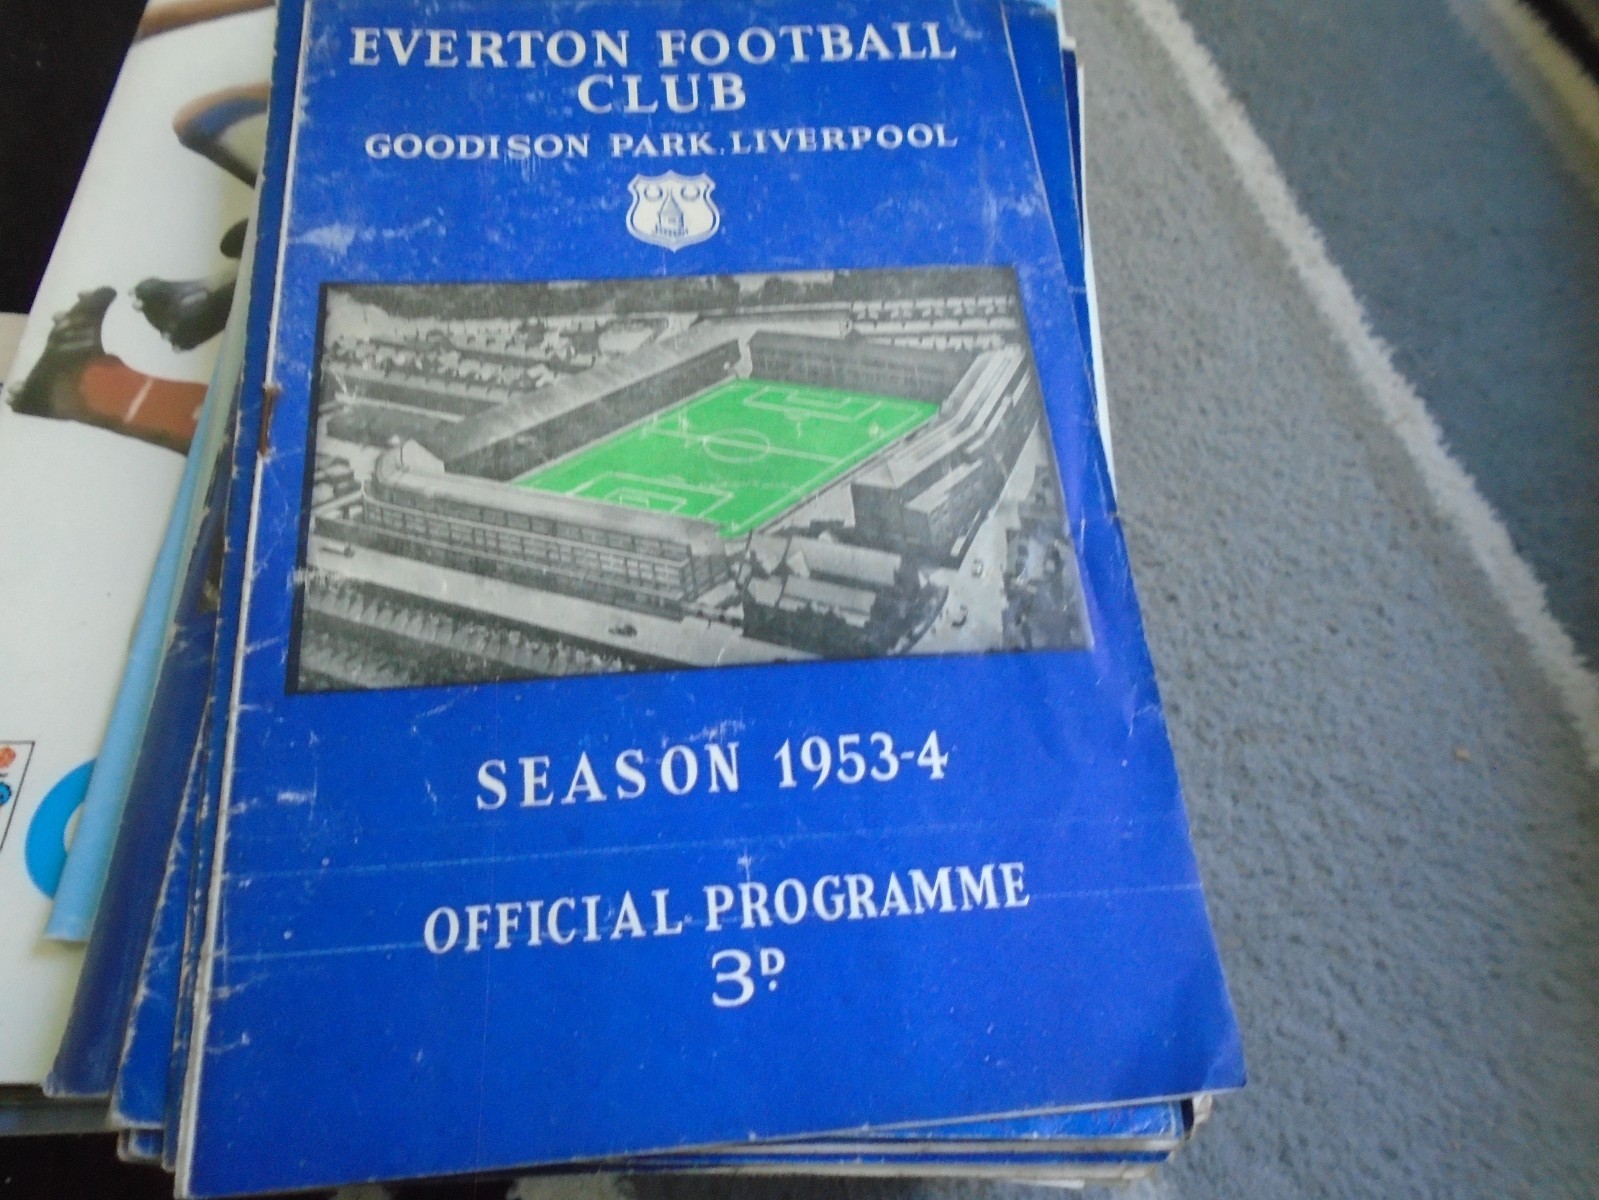 EVERTON FOOTBALL
CLUB
GOODISON PARK, LIVERPOOL
SEASON 1953-4
OFFICIAL PROGRAMME
3D.